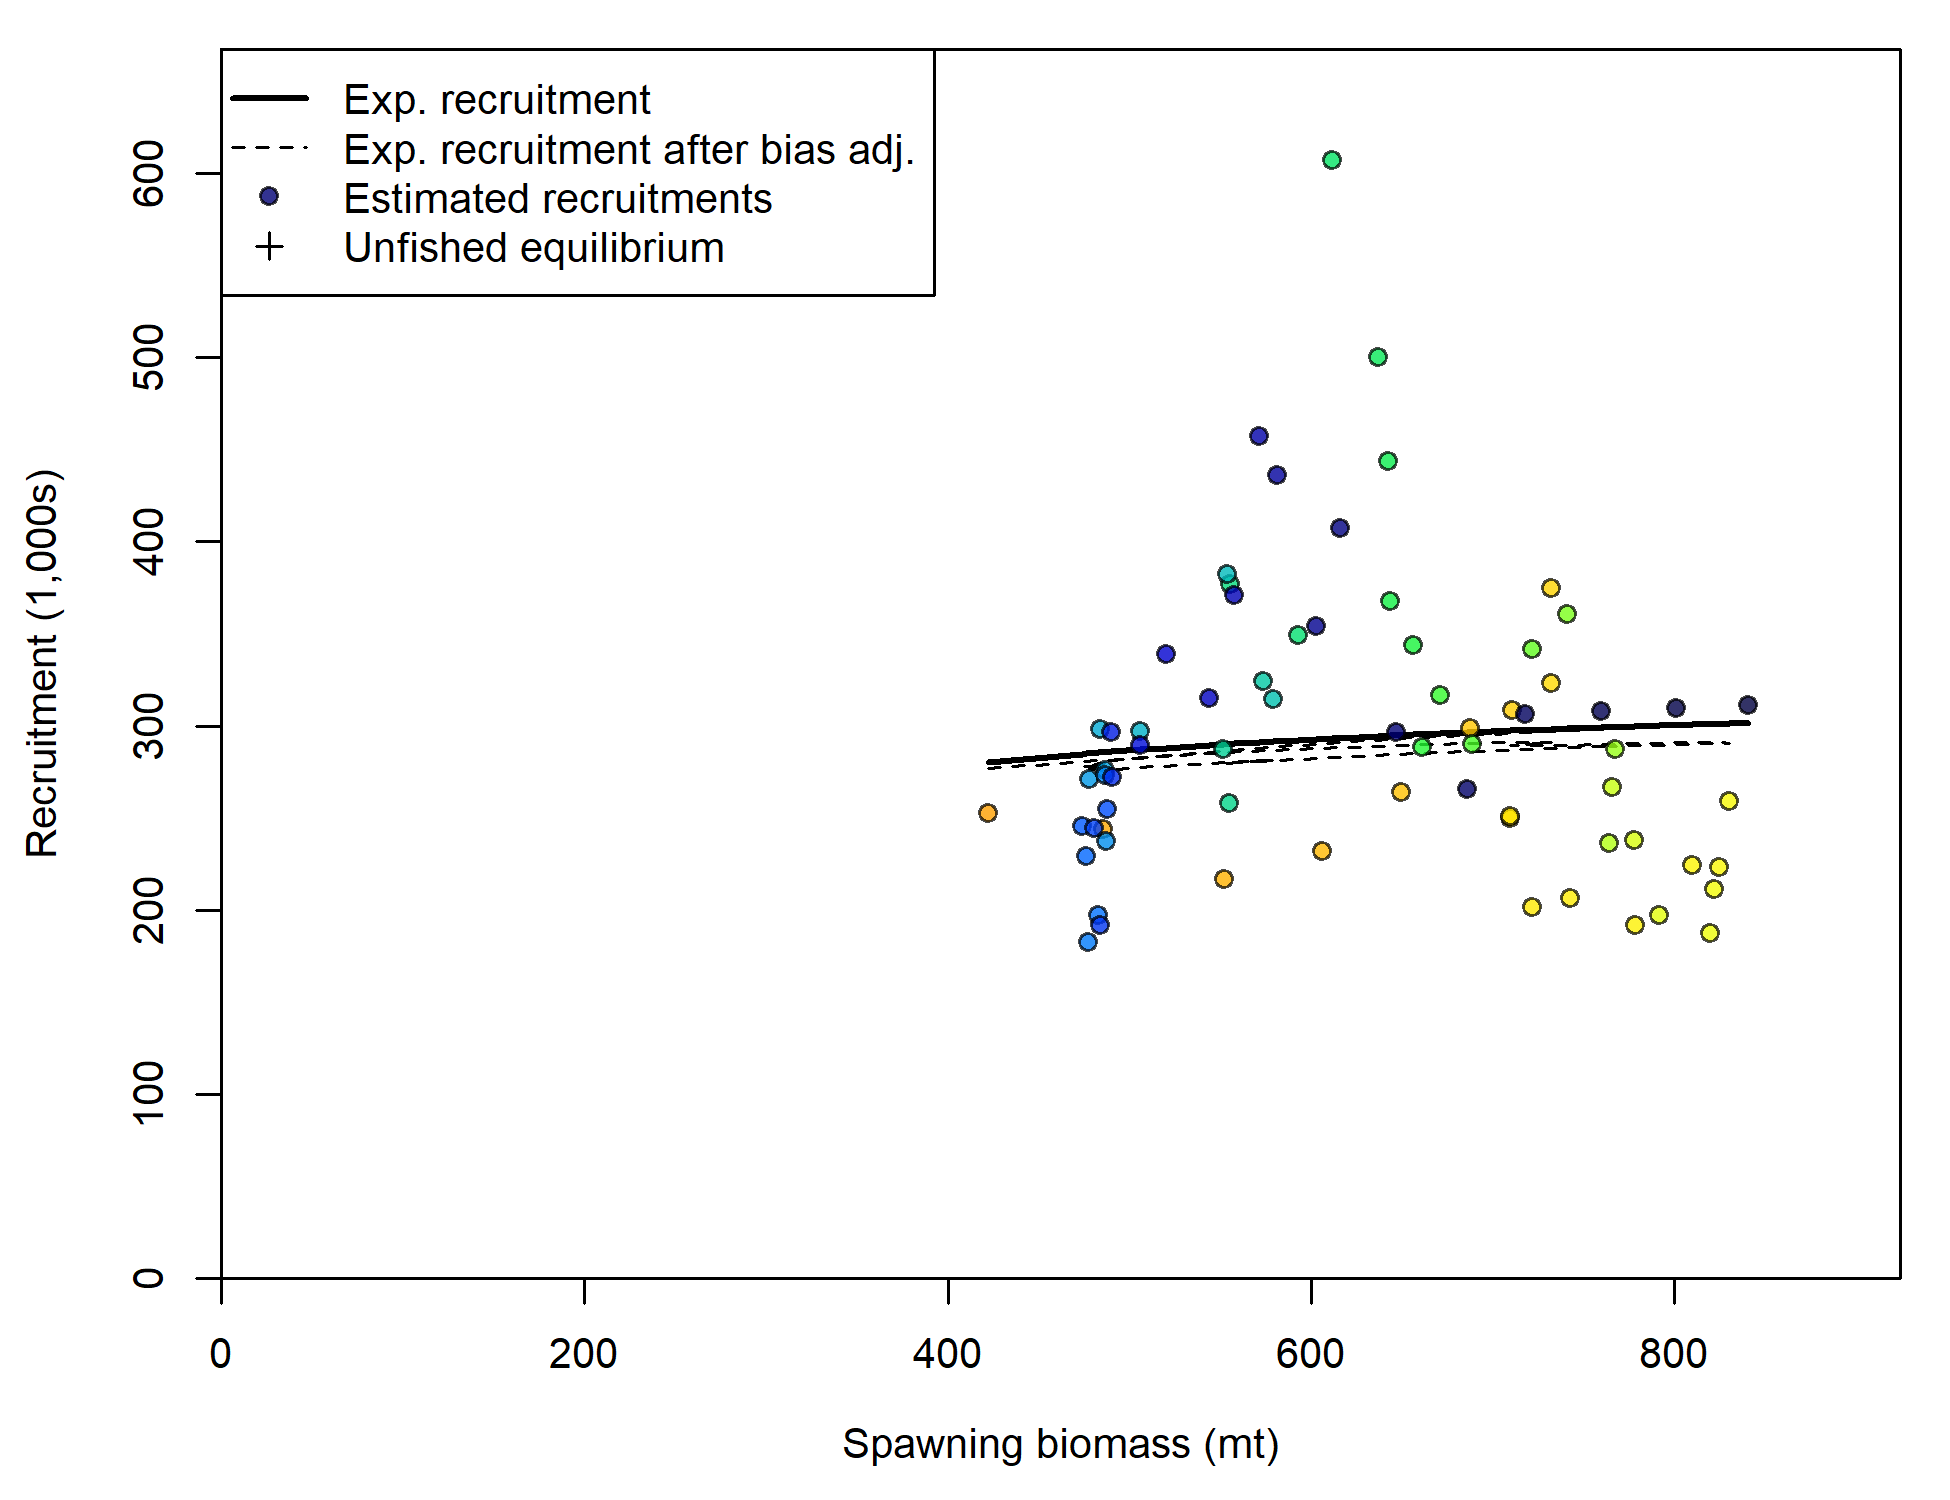 Exp. recruitment
Exp. recruitment after bias adj.
Estimated recruitments
Unfished equilibrium
Recruitment (1,000s)
600
500
400
300
200
100
0
0 200 400 600 800
Spawning biomass (mt)